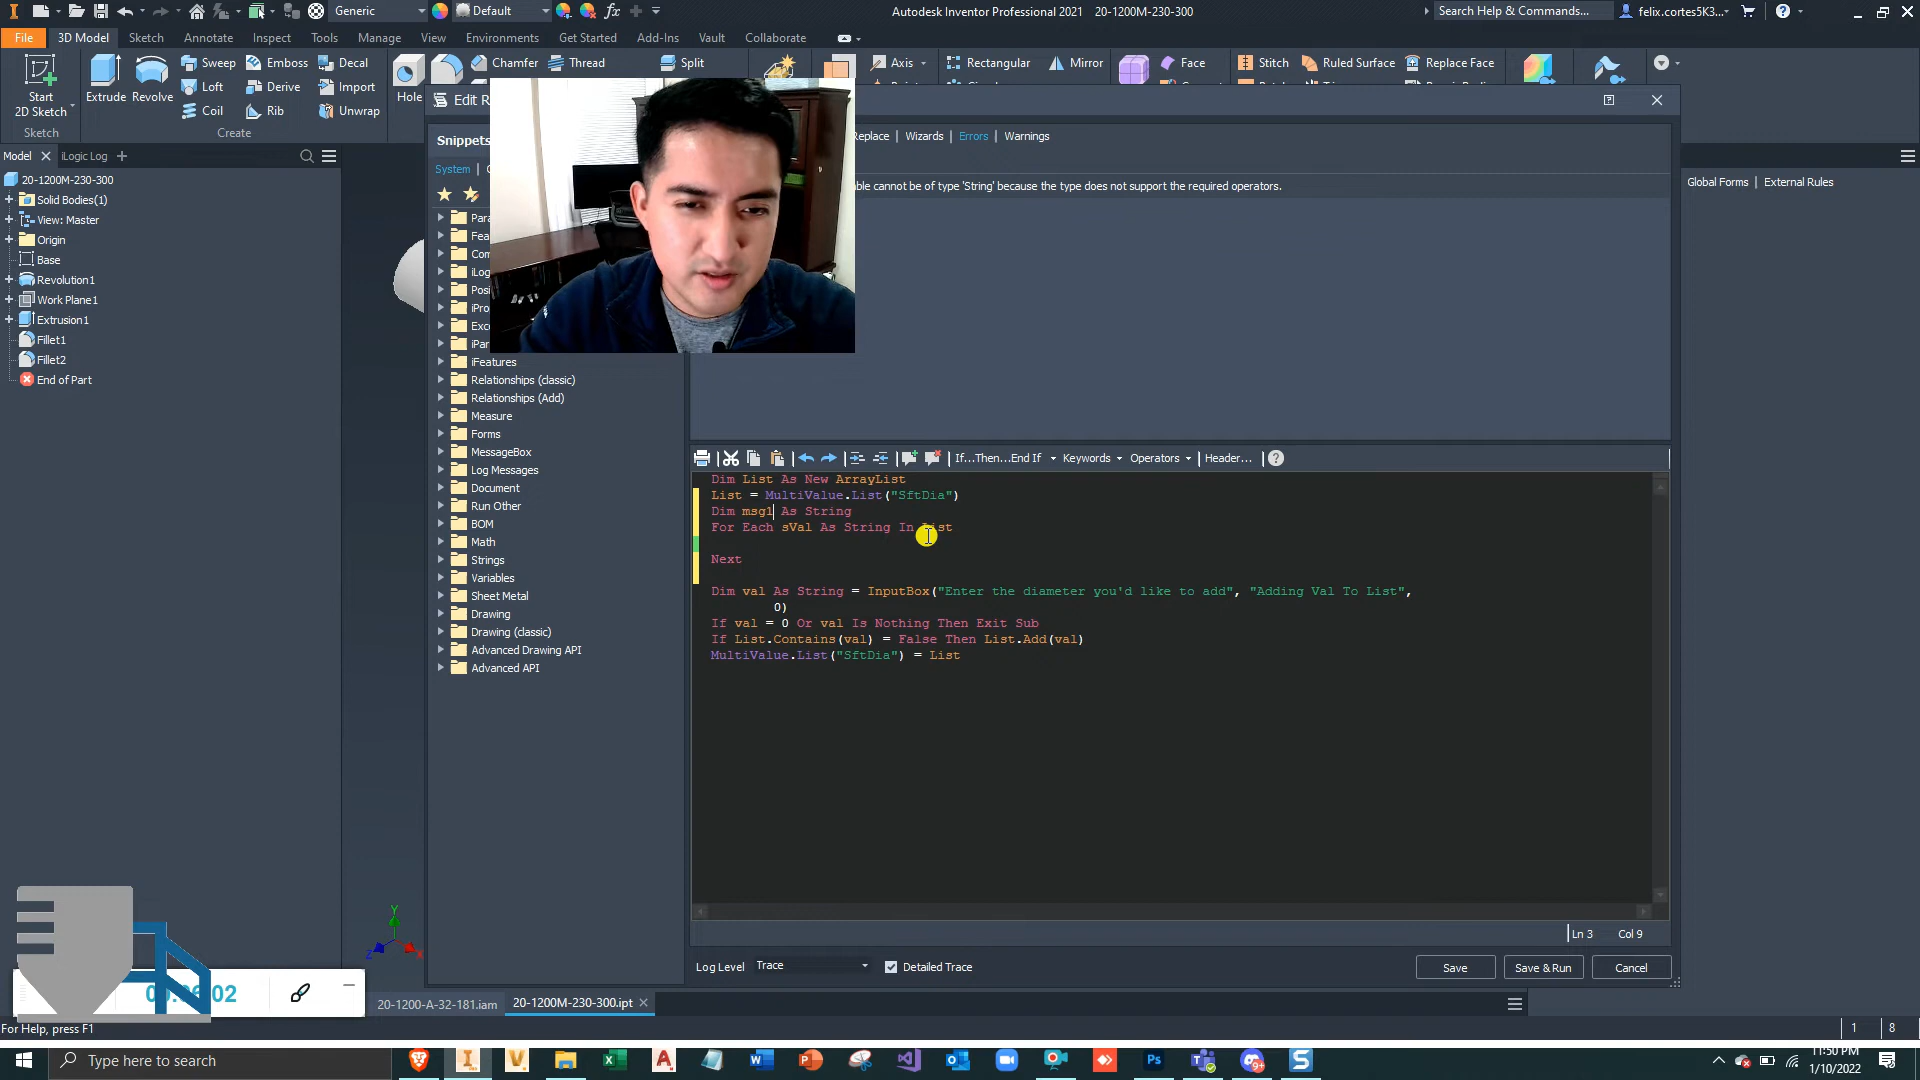 Generic
Default
Autodesk Inventor Professional 2021 20-1200M-230-300
Search Help & Commands...
felix.cortes5K3...
File
3D Model
Sketch
Annotate
Inspect
Tools
Manage
View
Environments
Get Started
Add-Ins
Vault
Collaborate
Start
2D Sketch
Extrude
Revolve
Sweep
Emboss
Decal
Loft
Derive
Import
Coil
Rib
Unwrap
Hole
Chamfer
Thread
Split
Axis
Rectangular
Mirror
Face
Stitch
Ruled Surface
Replace Face
Sketch
Create
Edit R
Model
iLogic Log
Snippets
System
Replace | Wizards | Errors | Warnings
ble cannot be of type 'String' because the type does not support the required operators.
Global Forms
External Rules
20-1200M-230-300
Solid Bodies(1)
View: Master
Origin
Base
Revolution1
Work Plane1
Extrusion1
Fillet1
Fillet2
End of Part
Para
Fea
Com
iLog
Posi
iPro
Exce
iPar
iFeatures
Relationships (classic)
Relationships (Add)
Measure
Forms
MessageBox
Log Messages
Document
Run Other
BOM
Math
Strings
Variables
Sheet Metal
Drawing
Drawing (classic)
Advanced Drawing API
Advanced API
If...Then...End If
Keywords
Operators
Header...
Dim List As New ArrayList
List = MultiValue.List("SftDia")
Dim msg1 As String
For Each sVal As String In List
Next
Dim val As String = InputBox("Enter the diameter you'd like to add", "Adding Val To List",
0)
If val = 0 Or val Is Nothing Then Exit Sub
If List.Contains(val) = False Then List.Add(val)
MultiValue.List("SftDia") = List
Ln 3
Col 9
Log Level
Trace
Detailed Trace
Save
Save & Run
Cancel
Y
Z
X
02
20-1200-A-32-181.iam
20-1200M-230-300.ipt
For Help, press F1
1
8
Type here to search
11:50 PM
1/10/2022